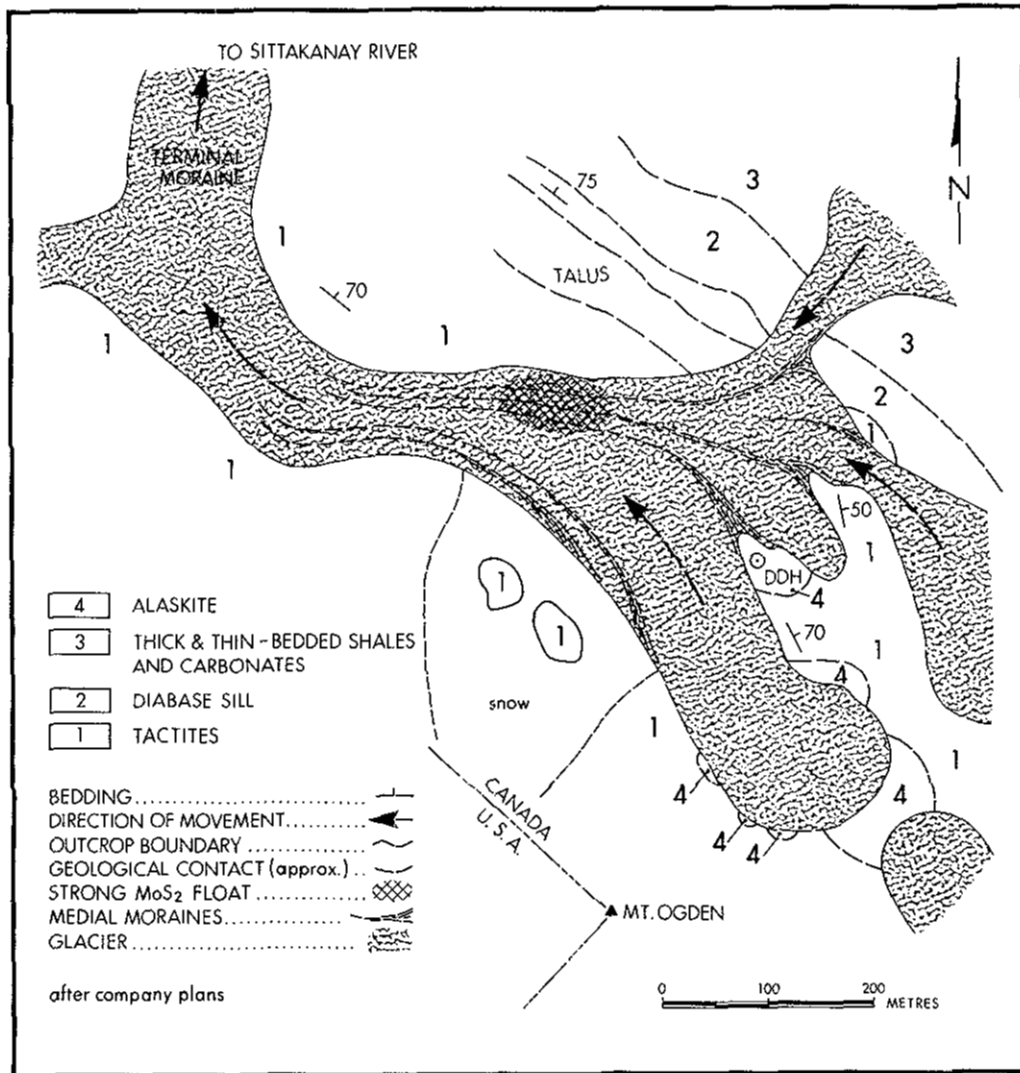 TO SITTAKANAY RIVER
TERMINAL
MORAINE
N
75
3
2
1
TALUS
70
1
1
3
2
1
1
50
1
DDH
4
70
1
4
1
1
snow
1
4
4
4
4
1
CANADA
U.S.A.
MT. OGDEN
4 ALASKITE
3 THICK & THIN-BEDDED SHALES
AND CARBONATES
2 DIABASE SILL
1 TACTITES
BEDDING
DIRECTION OF MOVEMENT
OUTCROP BOUNDARY
GEOLOGICAL CONTACT (approx.)
STRONG MoS₂ FLOAT
MEDIAL MORAINES
GLACIER
after company plans
0 100 200
METRES